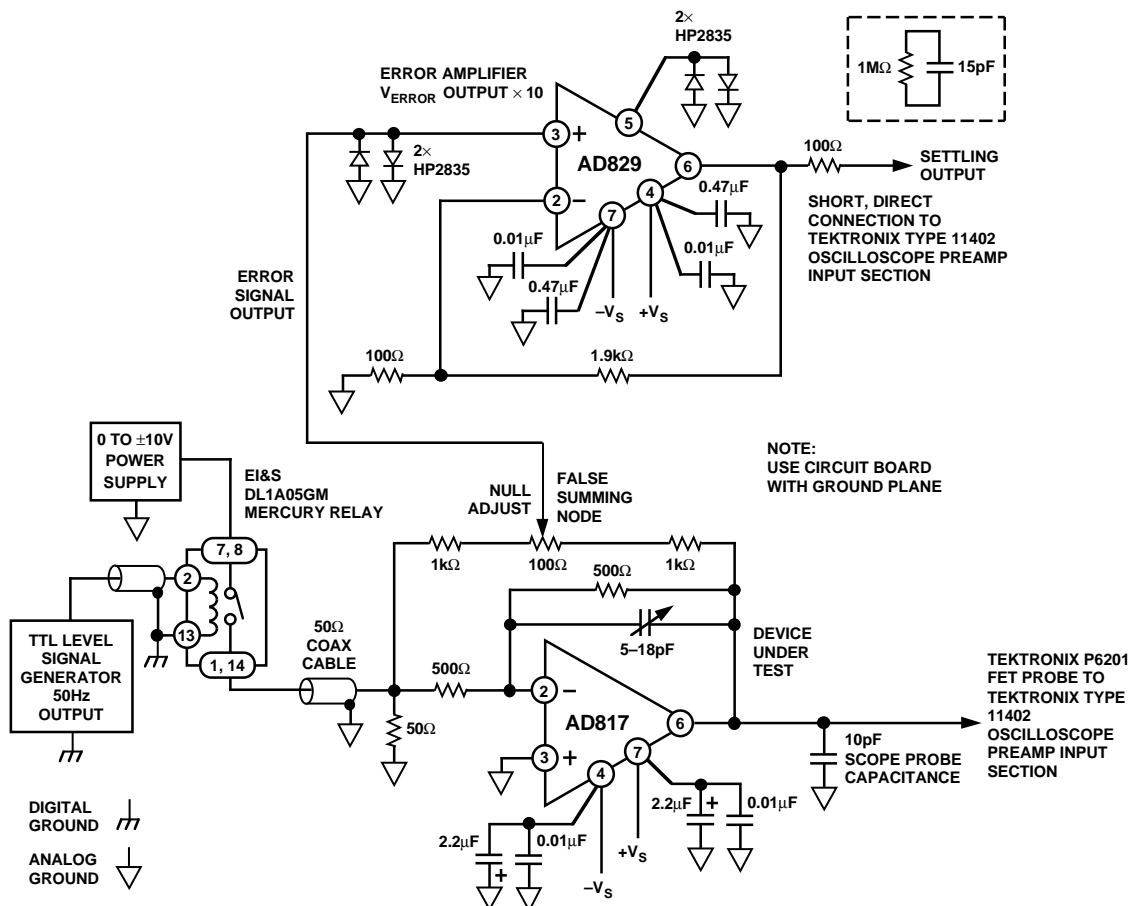 2×
HP2835
ERROR AMPLIFIER
VERROR OUTPUT × 10
1MΩ
15pF
5
3
+
AD829
6
2×
HP2835
2
−
4
7
0.47μF
0.01μF
0.01μF
0.47μF
−VS
+VS
100Ω
SETTLING
OUTPUT
SHORT, DIRECT
CONNECTION TO
TEKTRONIX TYPE 11402
OSCILLOSCOPE PREAMP
INPUT SECTION
ERROR
SIGNAL
OUTPUT
100Ω
1.9kΩ
0 TO ±10V
POWER
SUPPLY
EI&S
DL1A05GM
MERCURY RELAY
NULL
ADJUST
FALSE
SUMMING
NODE
NOTE:
USE CIRCUIT BOARD
WITH GROUND PLANE
7, 8
2
13
1, 14
1kΩ
100Ω
1kΩ
500Ω
5–18pF
TTL LEVEL
SIGNAL
GENERATOR
50Hz
OUTPUT
50Ω
COAX
CABLE
500Ω
50Ω
2
−
AD817
6
3
+
4
7
DEVICE
UNDER
TEST
10pF
SCOPE PROBE
CAPACITANCE
TEKTRONIX P6201
FET PROBE TO
TEKTRONIX TYPE
11402
OSCILLOSCOPE
PREAMP INPUT
SECTION
2.2μF
+
0.01μF
2.2μF
+
0.01μF
+VS
−VS
DIGITAL
GROUND
ANALOG
GROUND